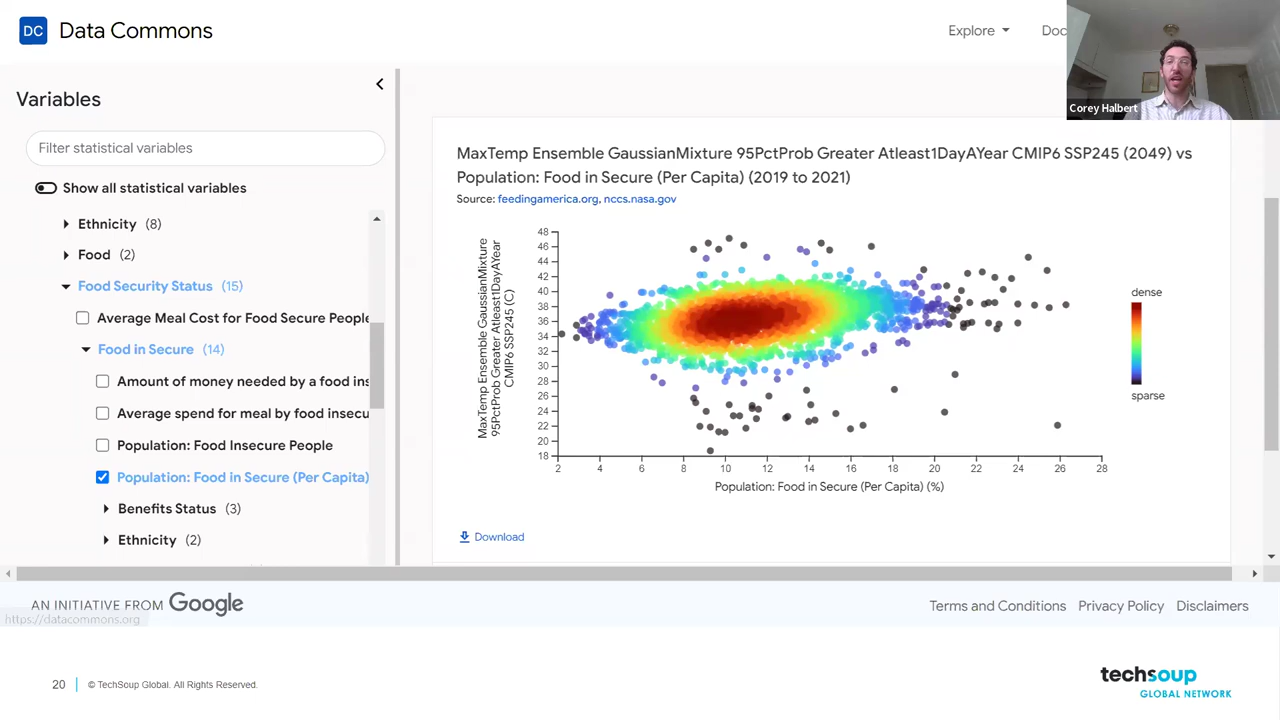 DC Data Commons
Explore
Doc
Corey Halbert
Variables
Filter statistical variables
Show all statistical variables
Ethnicity (8)
Food (2)
Food Security Status (15)
Average Meal Cost for Food Secure People
Food in Secure (14)
Amount of money needed by a food ins
Average spend for meal by food insecu
Population: Food Insecure People
Population: Food in Secure (Per Capita)
Benefits Status (3)
Ethnicity (2)
MaxTemp Ensemble GaussianMixture 95PctProb Greater Atleast1DayAYear CMIP6 SSP245 (2049) vs
Population: Food in Secure (Per Capita) (2019 to 2021)
Source: feedingamerica.org, nccs.nasa.gov
MaxTemp Ensemble GaussianMixture
95PctProb Greater Atleast1DayAYear
CMIP6 SSP245 (C)
48
46
44
42
40
38
36
34
32
30
28
26
24
22
20
18
2 4 6 8 10 12 14 16 18 20 22 24 26 28
Population: Food in Secure (Per Capita) (%)
dense
sparse
Download
AN INITIATIVE FROM Google
https://datacommons.org
Terms and Conditions Privacy Policy Disclaimers
20 © TechSoup Global. All Rights Reserved.
techsoup
GLOBAL NETWORK